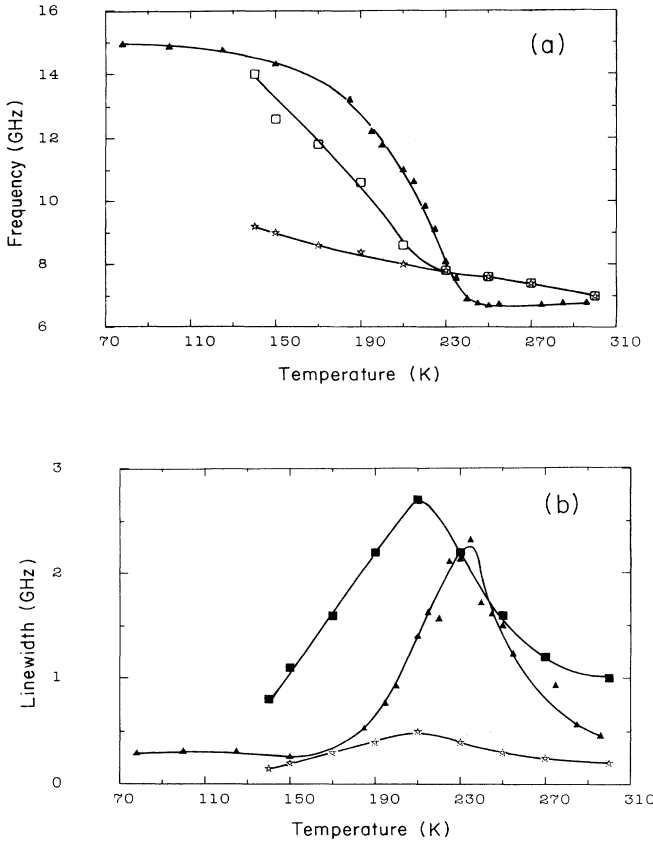 16
(a)
14
12
10
8
6
Frequency (GHz)
70 110 150 190 230 270 310
Temperature (K)
3
(b)
2
1
0
Linewidth (GHz)
70 110 150 190 230 270 310
Temperature (K)